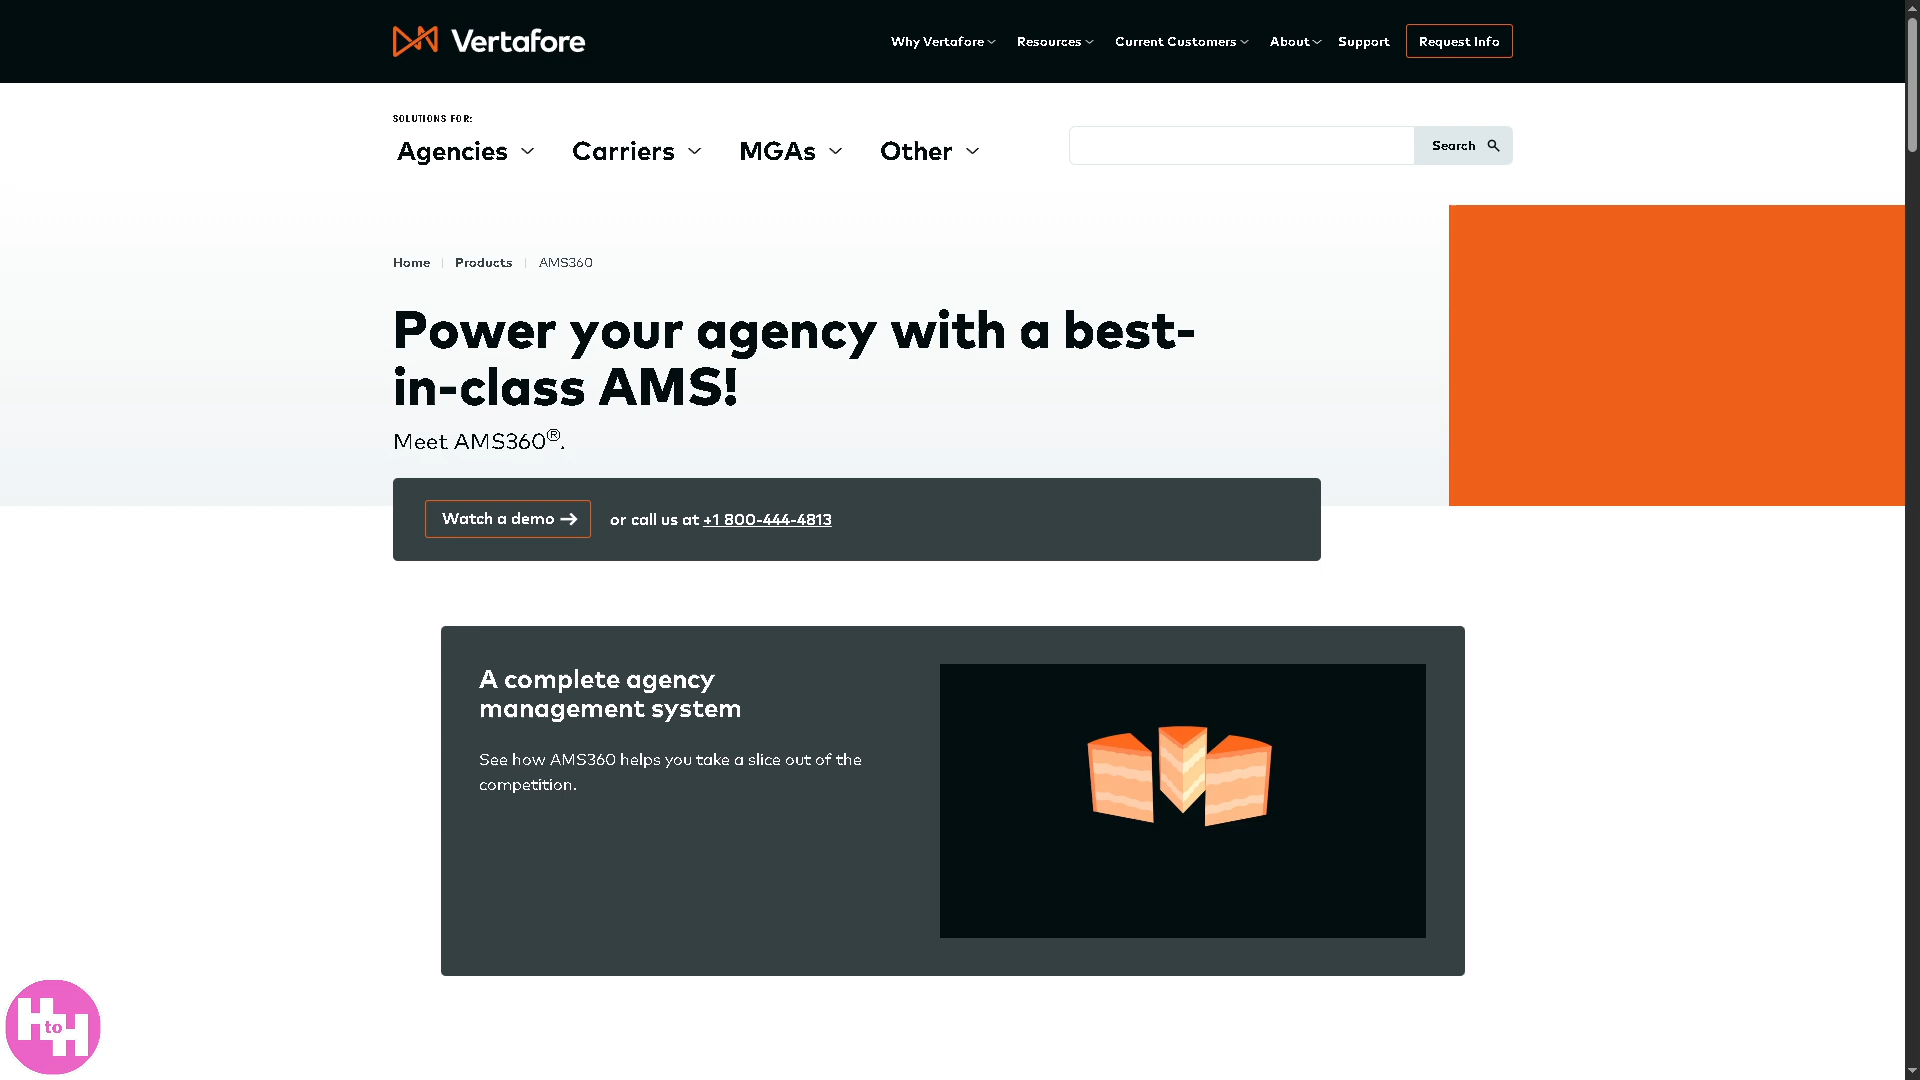 Vertafore
Why Vertafore
Resources
Current Customers
About
Support
Request Info
SOLUTIONS FOR:
Agencies
Carriers
MGAs
Other
Search
Home
Products
AMS360
Power your agency with a best-
in-class AMS!
Meet AMS360®.
Watch a demo
or call us at +1 800-444-4813
A complete agency
management system
See how AMS360 helps you take a slice out of the
competition.
H to H